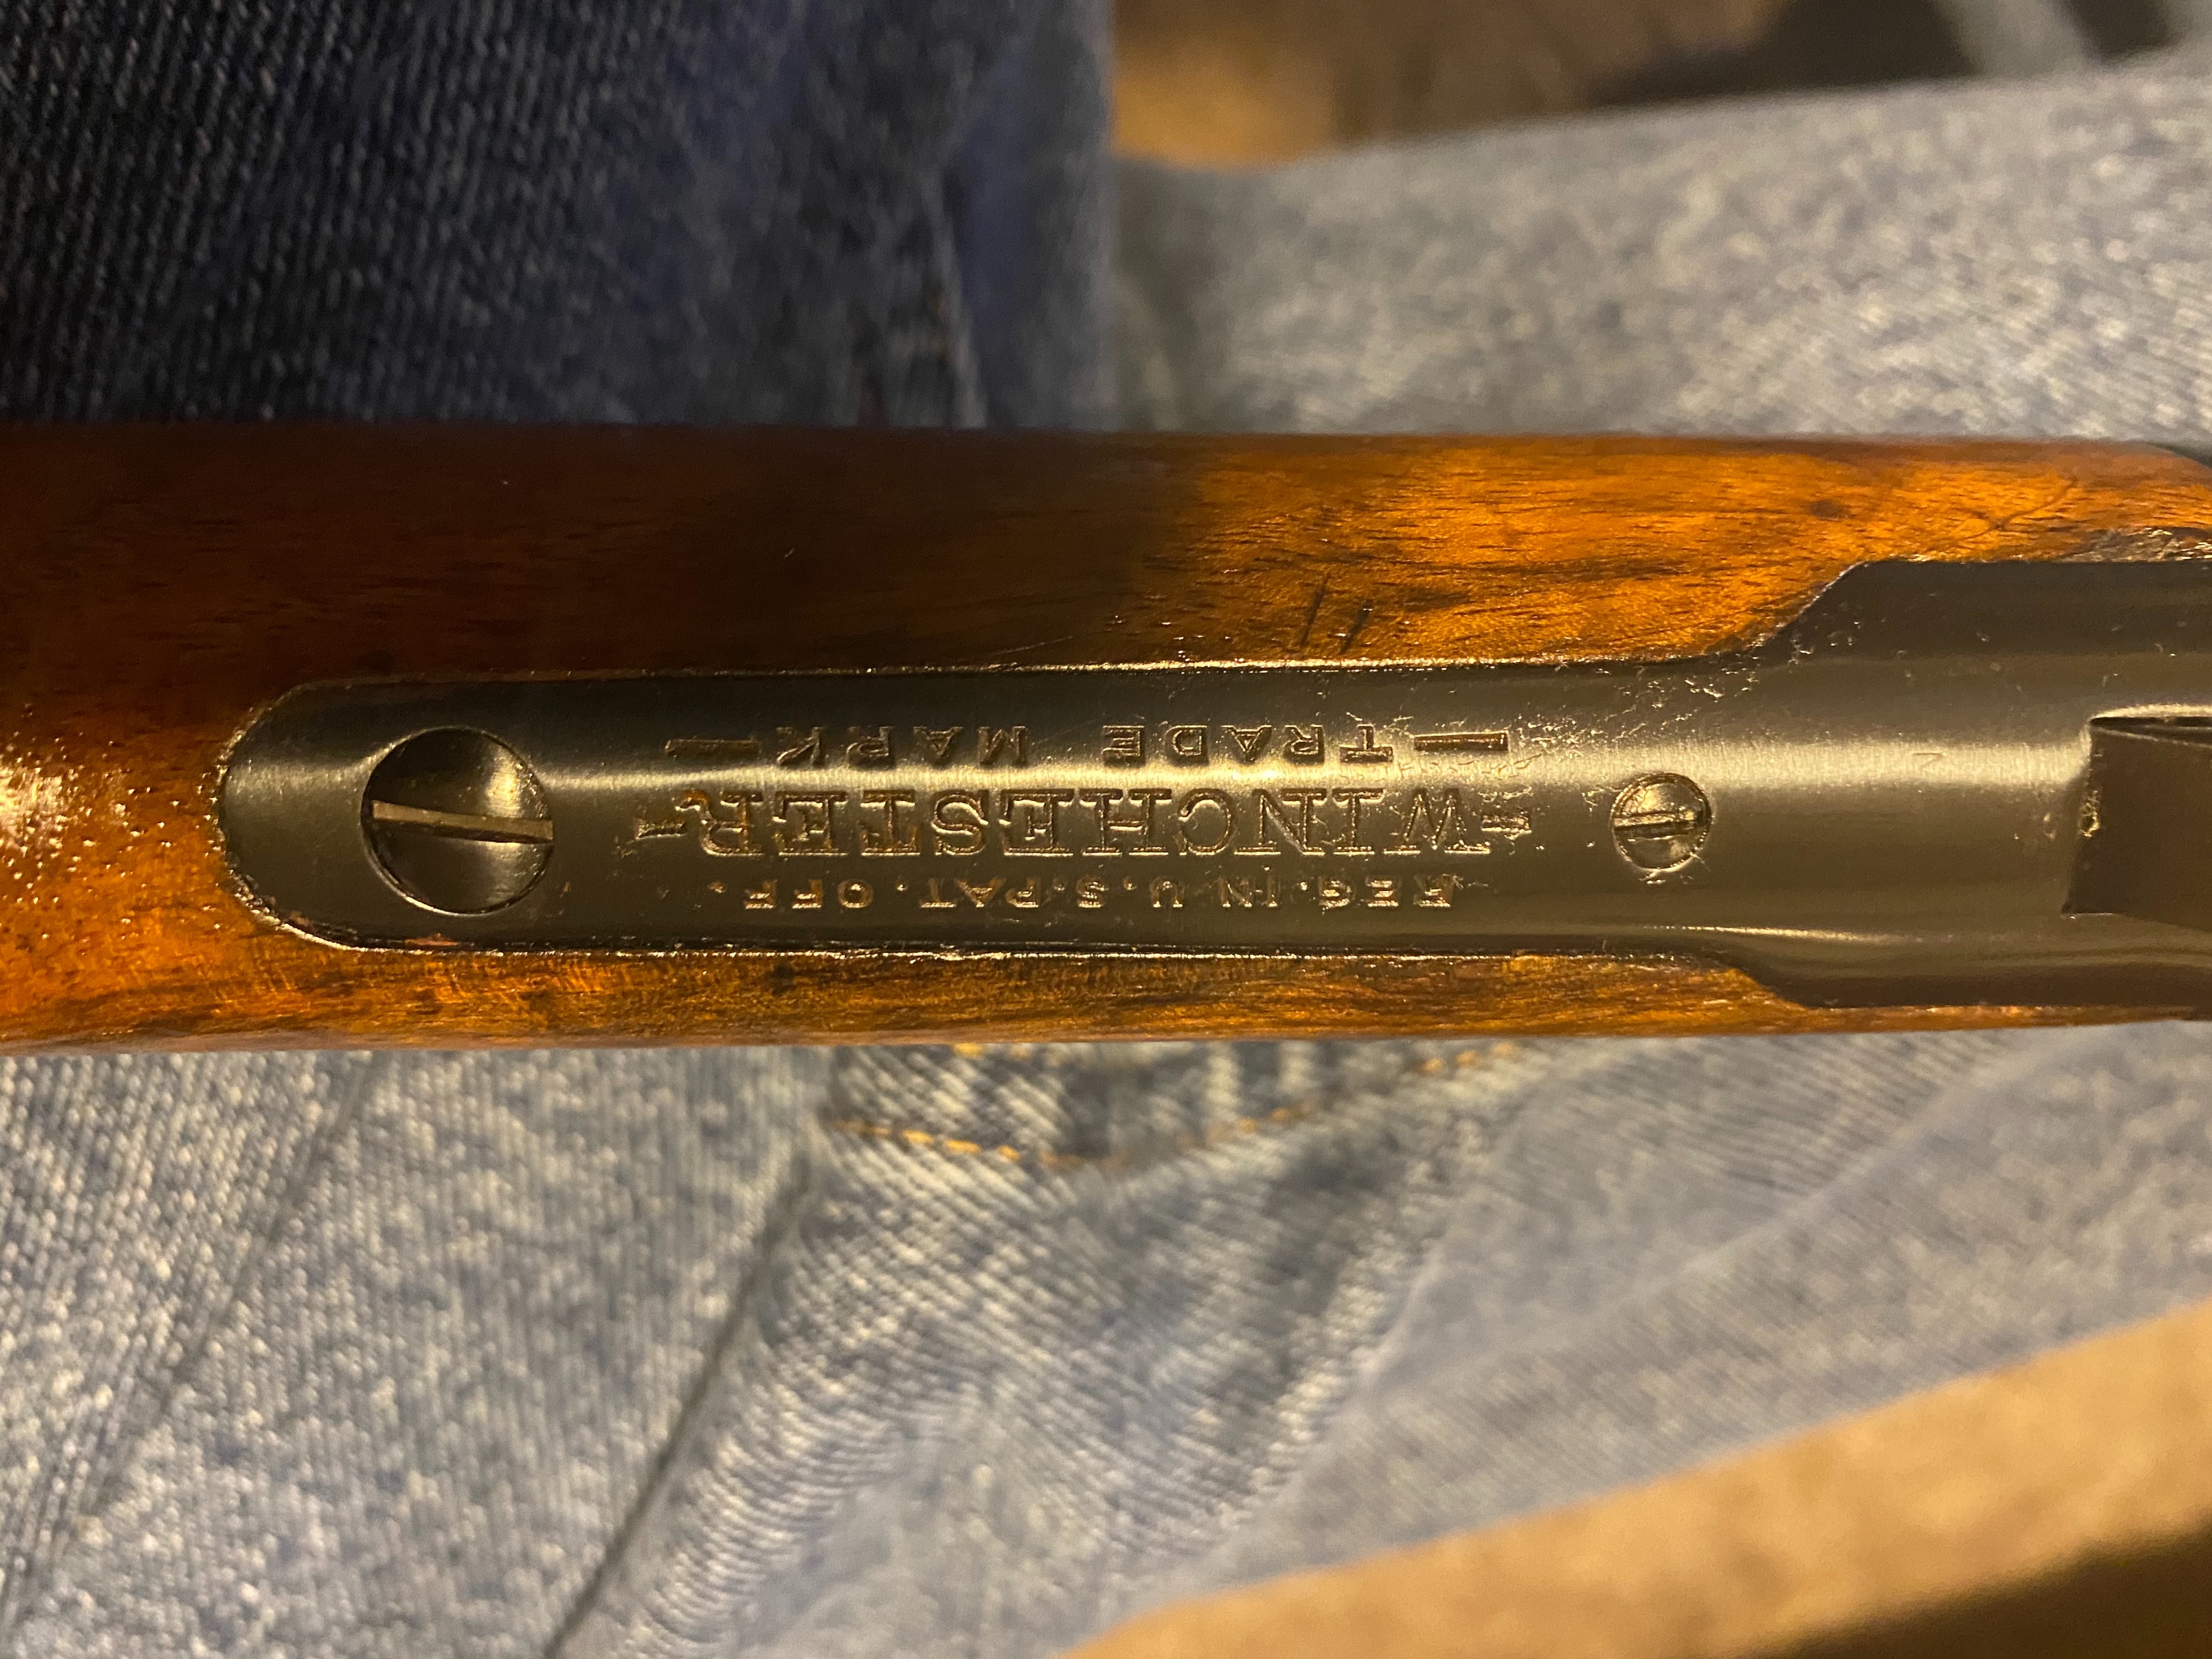 — TRADE MARK —
-WINCHESTER-
REG. IN U.S. PAT. OFF.